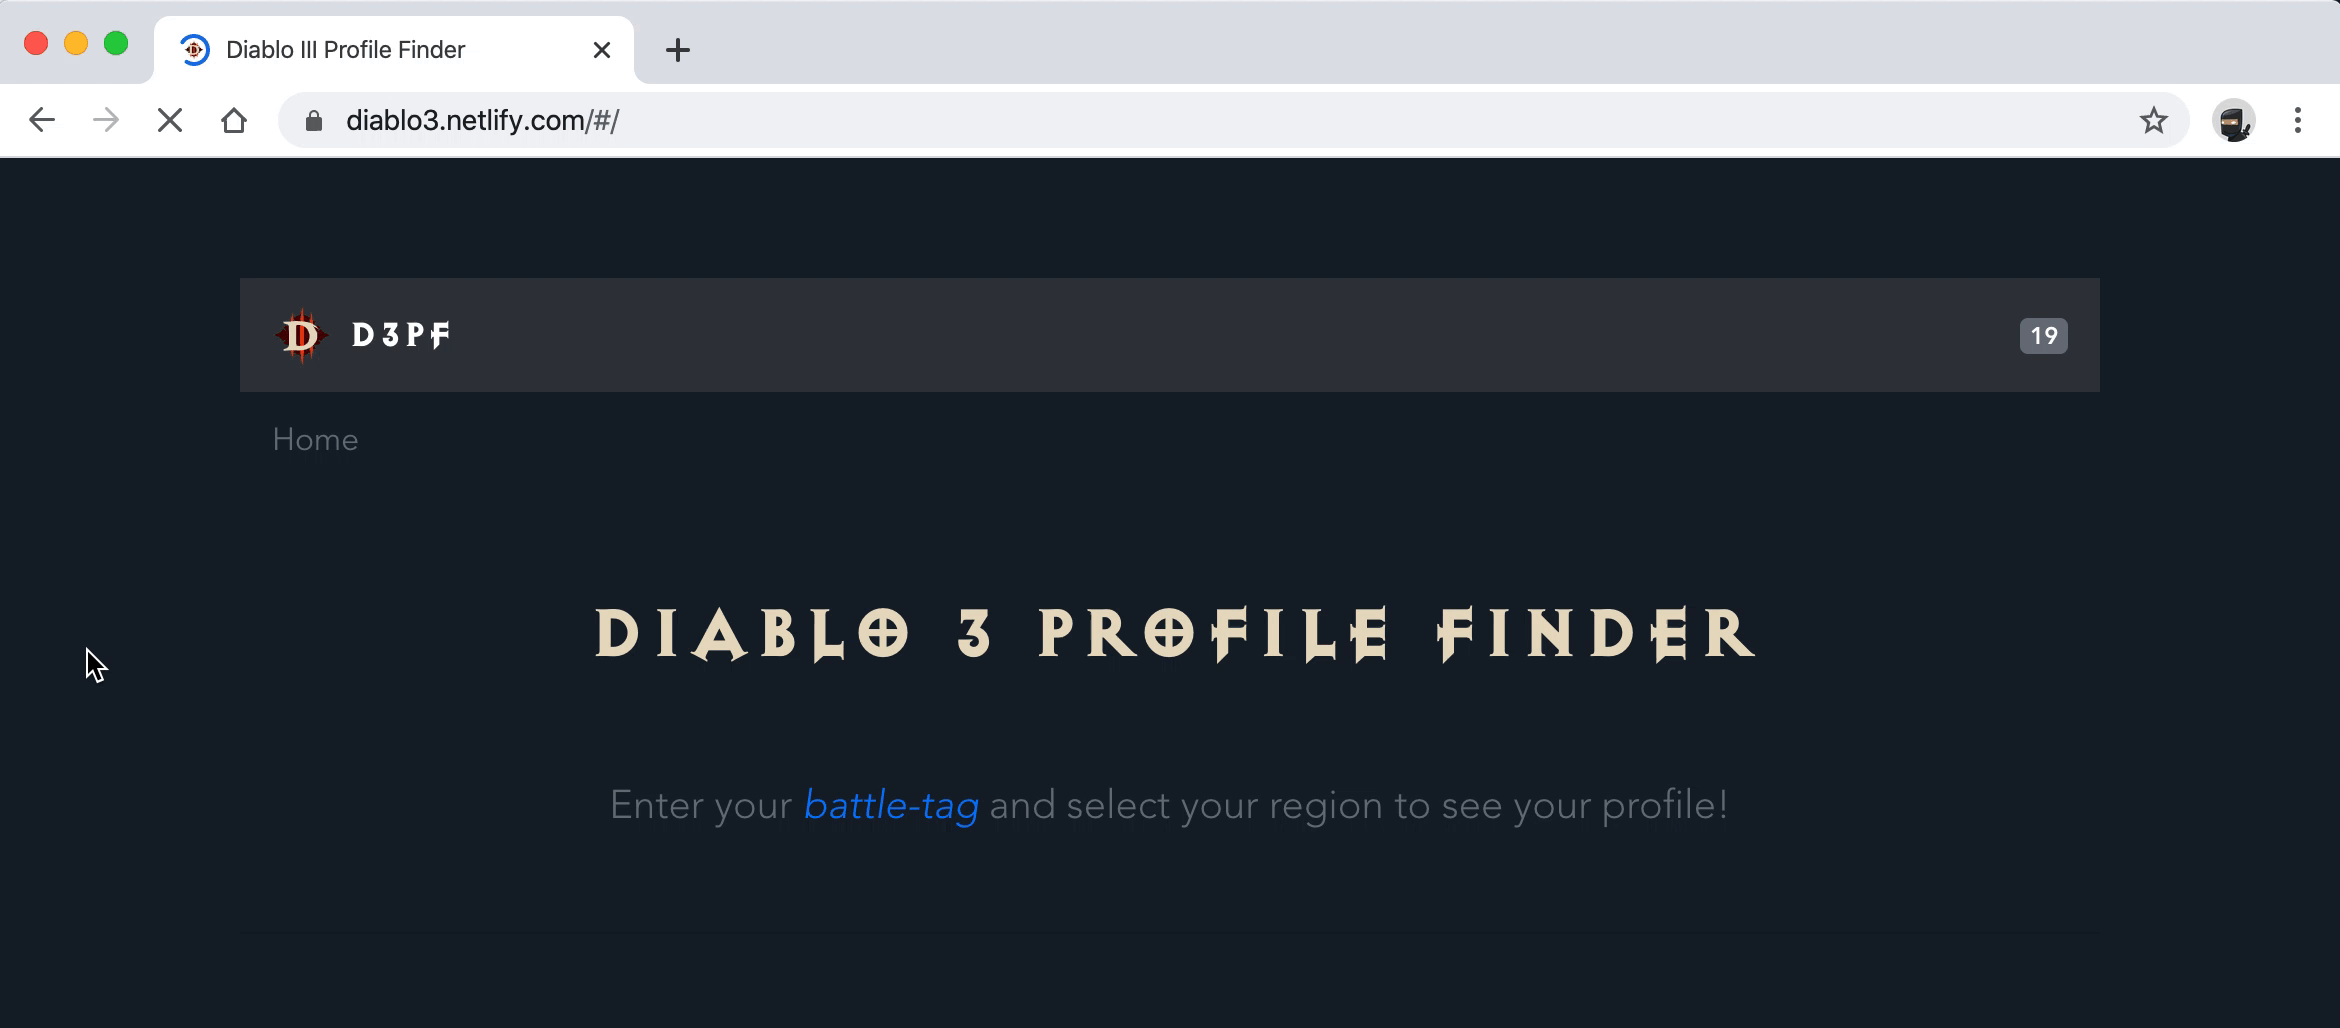 Diablo III Profile Finder
diablo3.netlify.com/#/
D3PF
19
Home
DIABLO 3 PROFILE FINDER
Enter your battle-tag and select your region to see your profile!